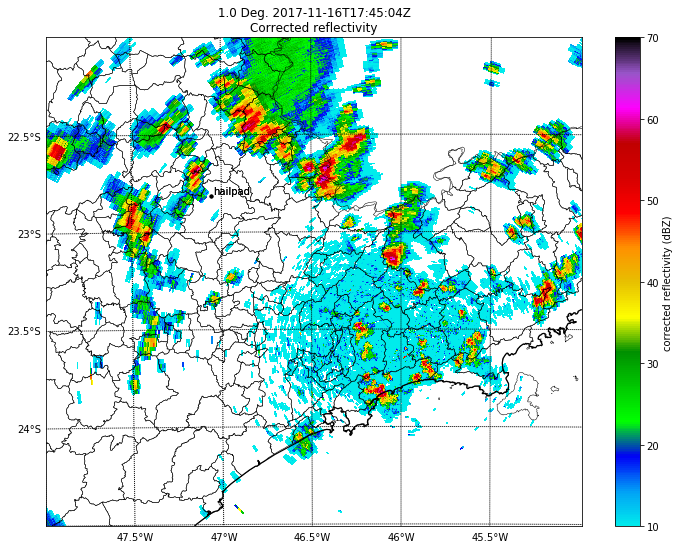 1.0 Deg. 2017-11-16T17:45:04Z
Corrected reflectivity
22.5°S
23°S
23.5°S
24°S
47.5°W
47°W
46.5°W
46°W
45.5°W
hailpad
70
60
50
40
30
20
10
corrected reflectivity (dBZ)